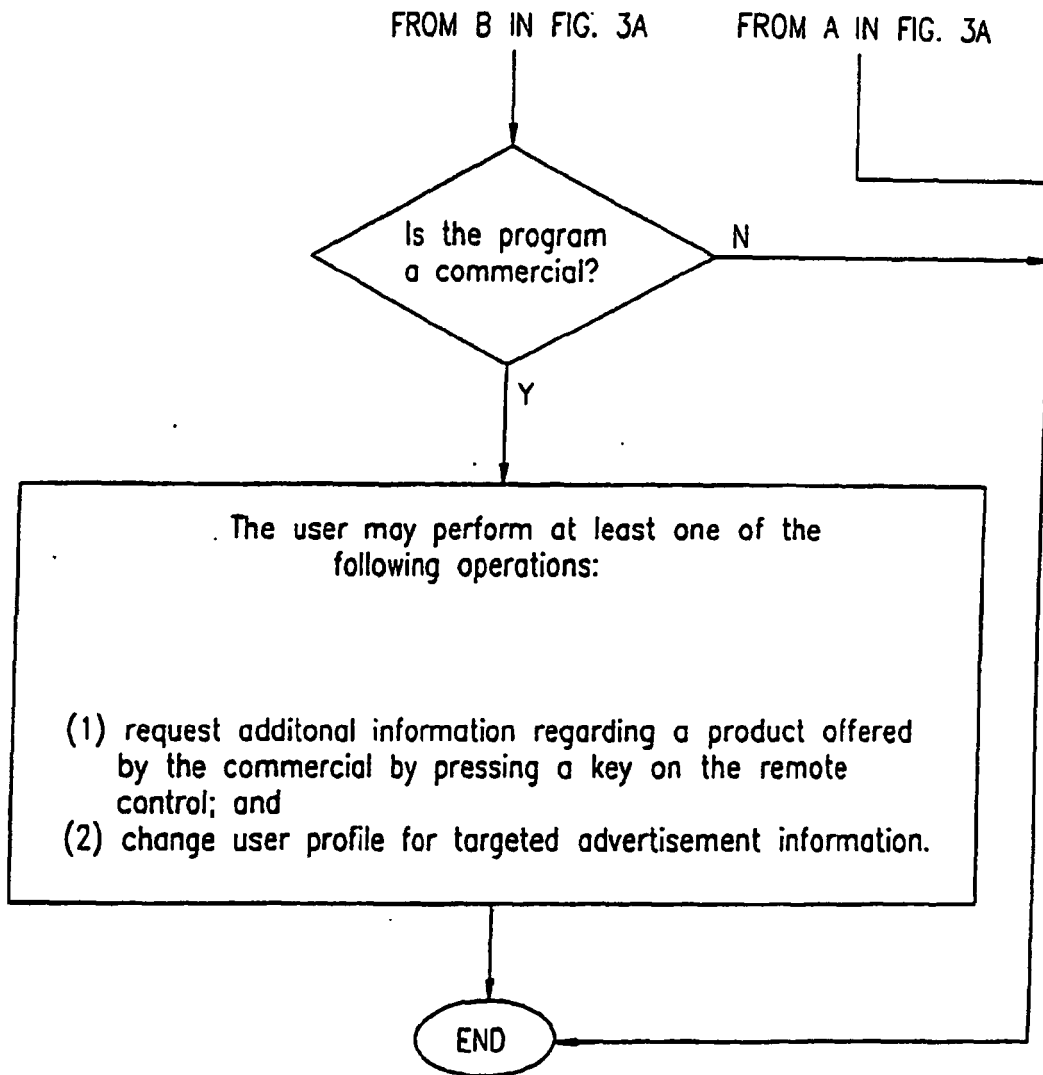 FROM B IN FIG. 3A
FROM A IN FIG. 3A
Is the program
a commercial?
N
Y
The user may perform at least one of the
following operations:
(1) request additonal information regarding a product offered
by the commercial by pressing a key on the remote
control; and
(2) change user profile for targeted advertisement information.
END